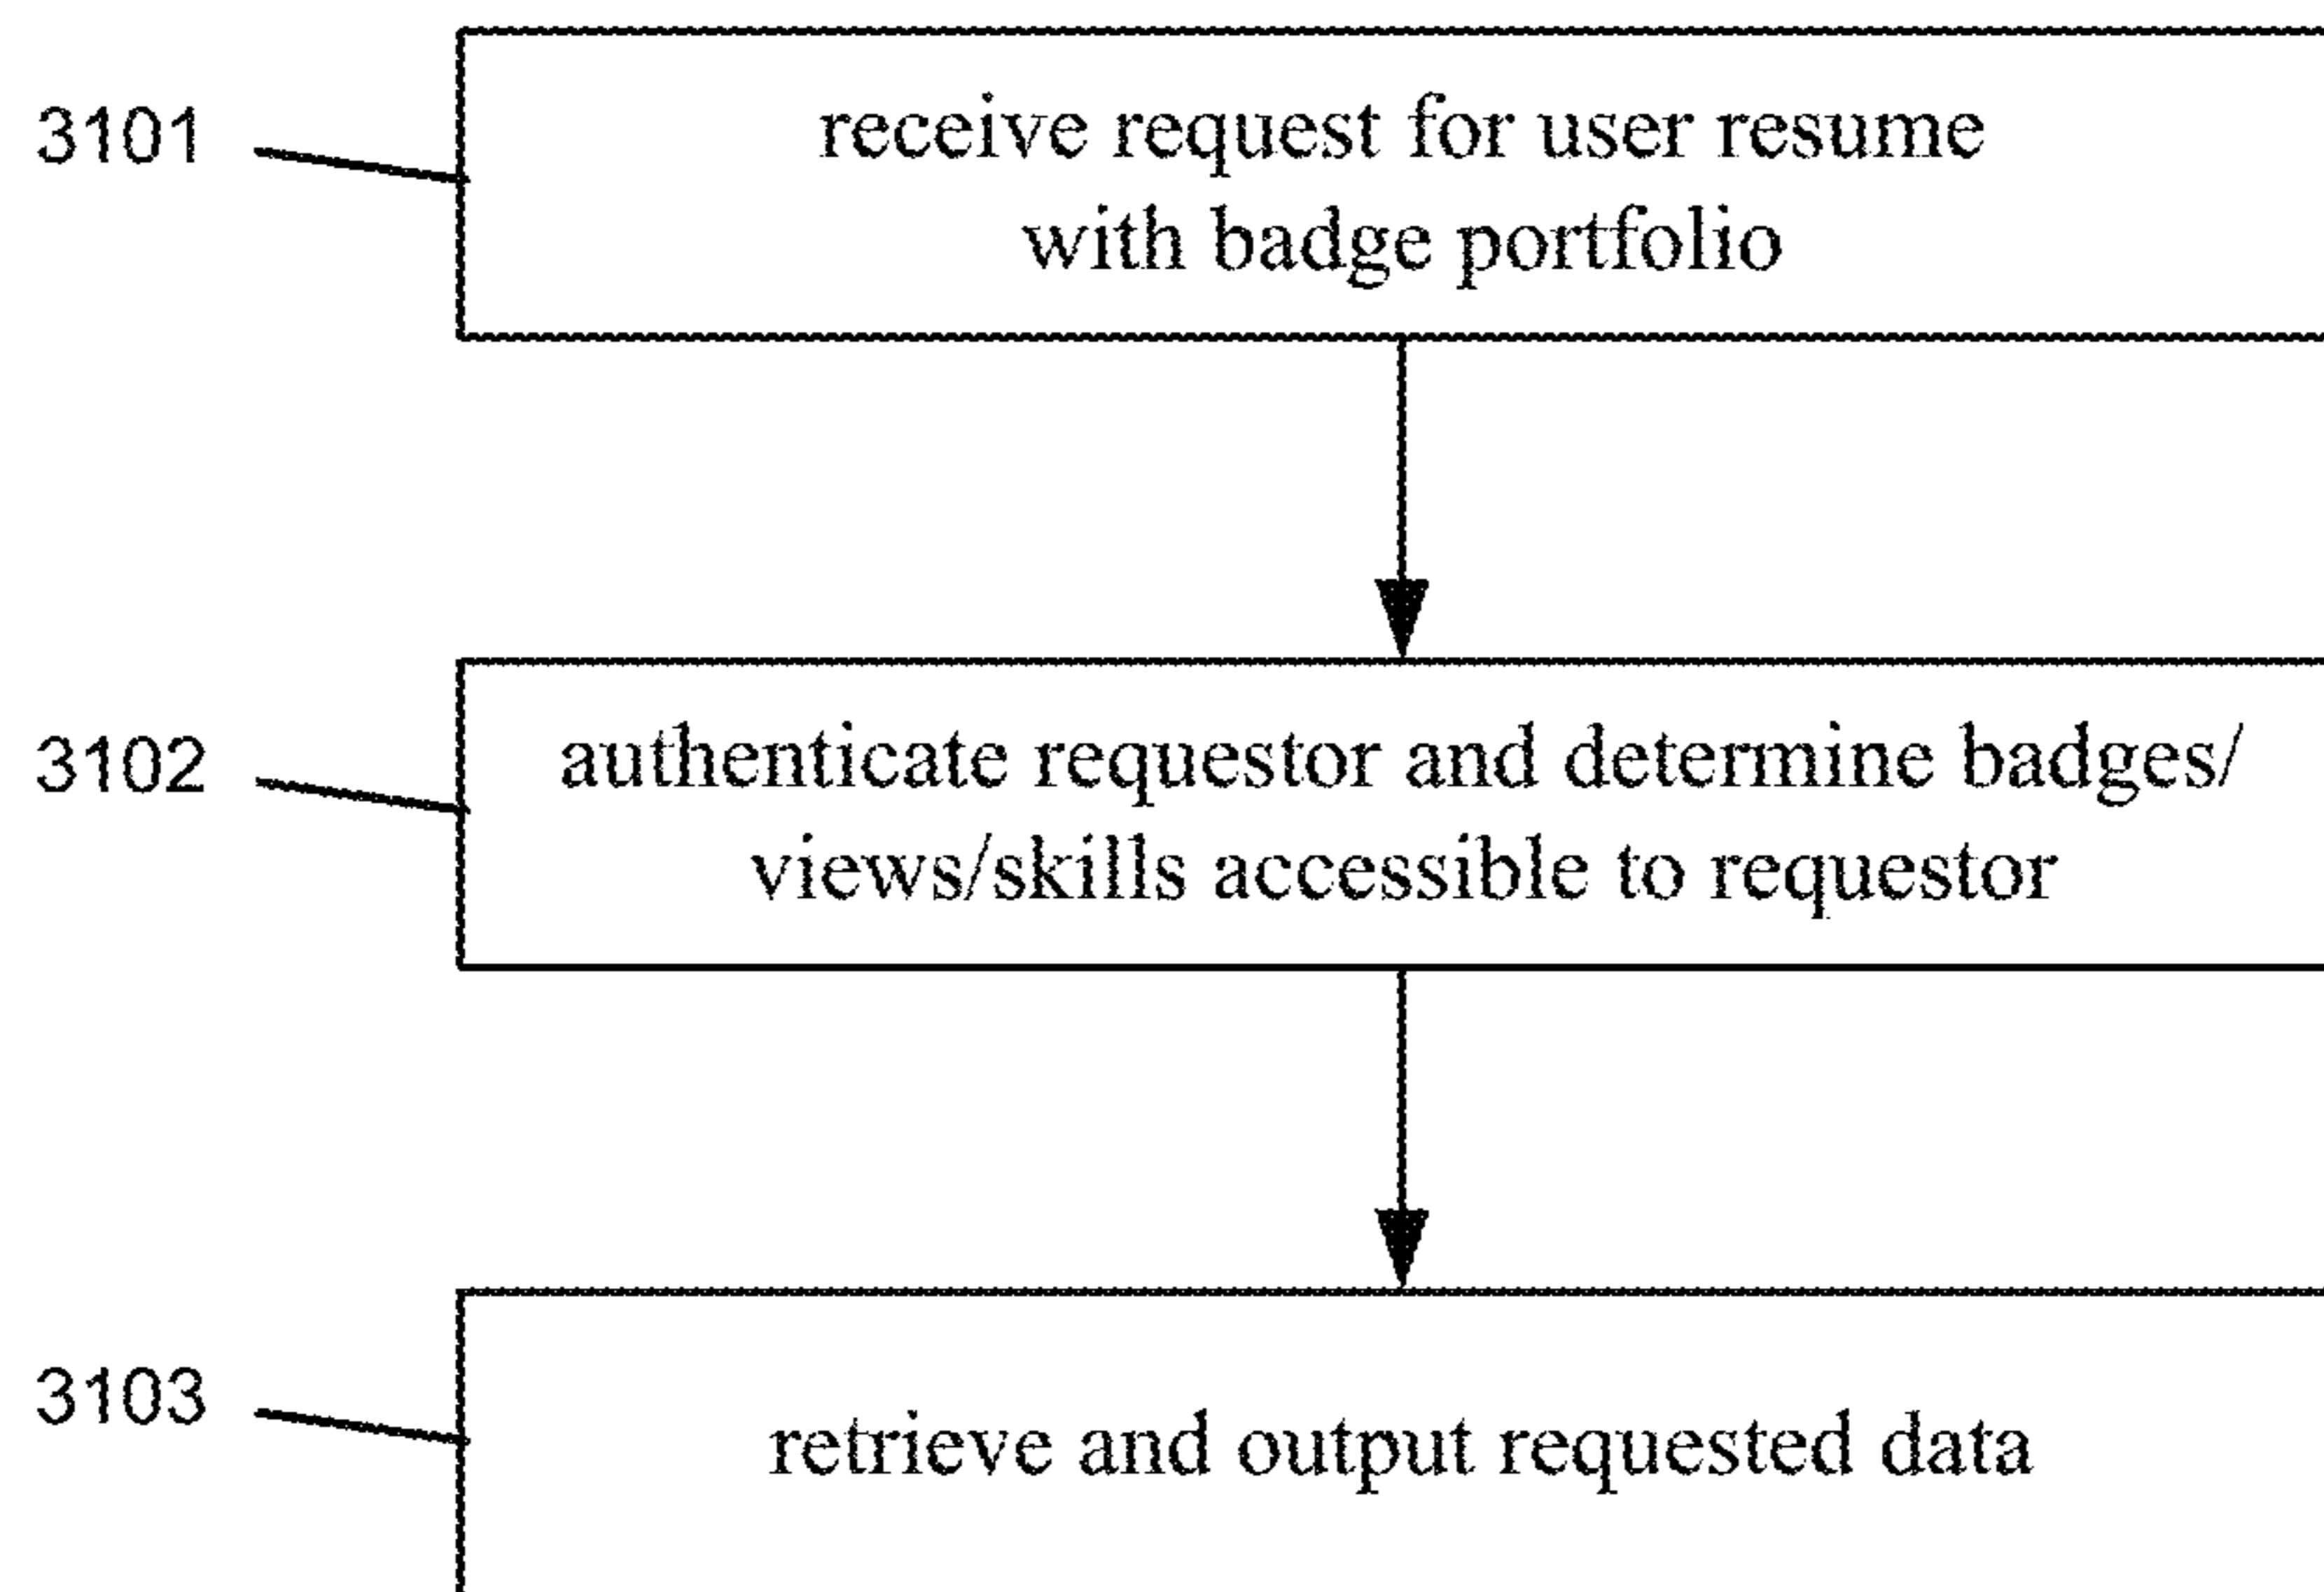 3101
receive request for user resume
with badge portfolio
3102
authenticate requestor and determine badges/
views/skills accessible to requestor
3103
retrieve and output requested data